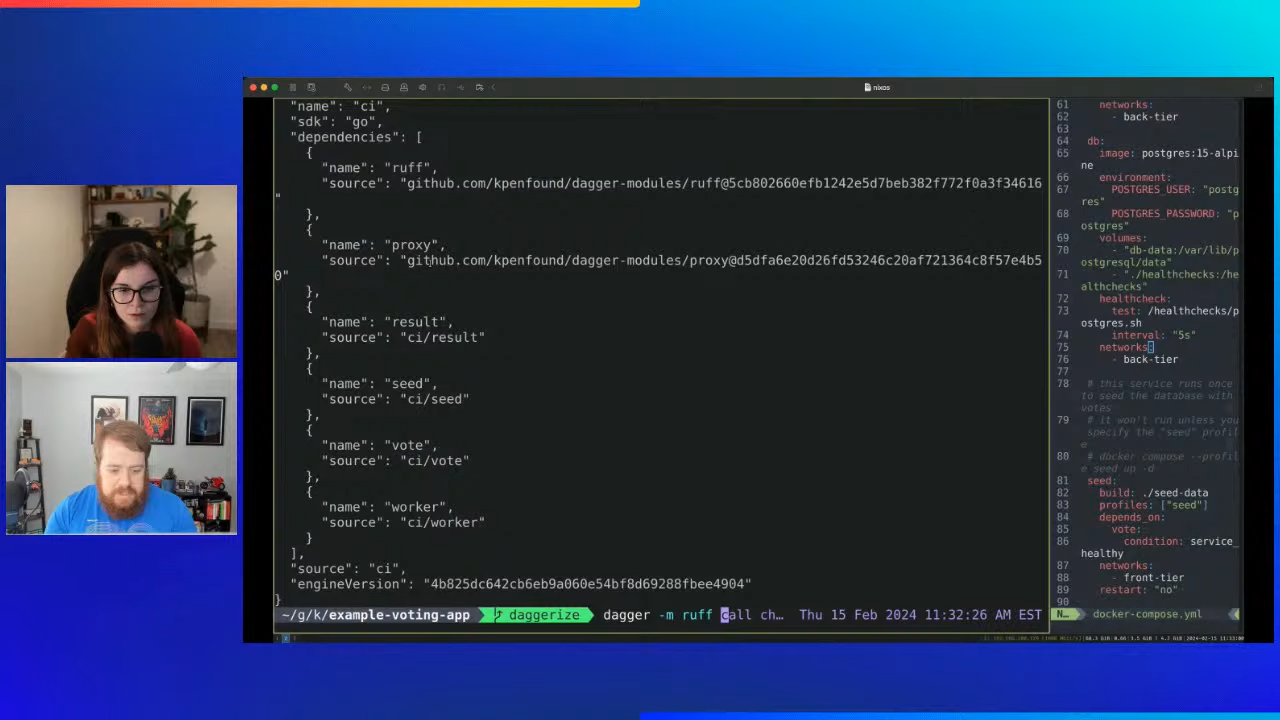 nixos
"name": "ci",
"sdk": "go",
"dependencies": [
{
"name": "ruff",
"source": "github.com/kpenfound/dagger-modules/ruff@5cb802660efb1242e5d7beb382f772f0a3f34616
"
},
{
"name": "proxy",
"source": "github.com/kpenfound/dagger-modules/proxy@d5dfa6e20d26fd53246c20af721364c8f57e4b5
0"
},
{
"name": "result",
"source": "ci/result"
},
{
"name": "seed",
"source": "ci/seed"
},
{
"name": "vote",
"source": "ci/vote"
},
{
"name": "worker",
"source": "ci/worker"
}
],
"source": "ci",
"engineVersion": "4b825dc642cb6eb9a060e54bf8d69288fbee4904"
}
~/g/k/example-voting-app daggerize dagger -m ruff call ch… Thu 15 Feb 2024 11:32:26 AM EST
61 networks:
62 - back-tier
63
64 db:
65 image: postgres:15-alpi
ne
66 environment:
67 POSTGRES_USER: "postg
res"
68 POSTGRES_PASSWORD: "p
ostgres"
69 volumes:
70 - "db-data:/var/lib/p
ostgresql/data"
71 - "./healthchecks:/he
althchecks"
72 healthcheck:
73 test: /healthchecks/p
ostgres.sh
74 interval: "5s"
75 networks:
76 - back-tier
77
78 # this service runs once
to seed the database with
votes
79 # it won't run unless you
specify the "seed" profil
e
80 # docker compose --profil
e seed up -d
81 seed:
82 build: ./seed-data
83 profiles: ["seed"]
84 depends_on:
85 vote:
86 condition: service_
healthy
87 networks:
88 - front-tier
89 restart: "no"
90
N… docker-compose.yml